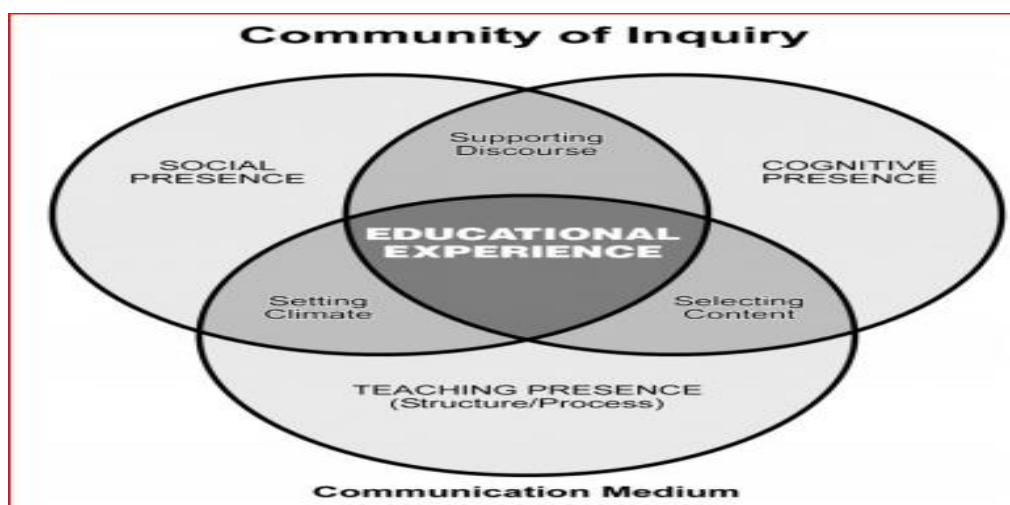 Community of Inquiry
Supporting
Discourse
SOCIAL
PRESENCE
COGNITIVE
PRESENCE
EDUCATIONAL
EXPERIENCE
Setting
Climate
Selecting
Content
TEACHING PRESENCE
(Structure/Process)
Communication Medium